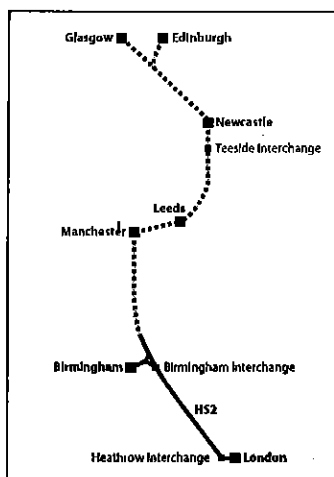 Glasgow Edinburgh
Newcastle
Teeside Interchange
Leeds
Manchester
Birmingham Birmingham Interchange
HS2
Heathrow Interchange London